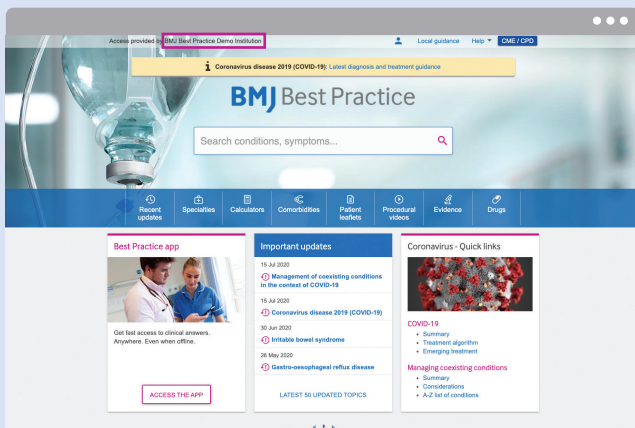 Access provided by BMJ Best Practice Demo Institution
Local guidance Help CME / CPD
i Coronavirus disease 2019 (COVID-19): Latest diagnosis and treatment guidance
BMJ Best Practice
Search conditions, symptoms...
Recent updates
Specialties
Calculators
Comorbidities
Patient leaflets
Procedural videos
Evidence
Drugs
Best Practice app
Get fast access to clinical answers.
Anywhere. Even when offline.
ACCESS THE APP
Important updates
15 Jul 2020
Management of coexisting conditions
in the context of COVID-19
15 Jul 2020
Coronavirus disease 2019 (COVID-19)
30 Jun 2020
Irritable bowel syndrome
26 May 2020
Gastro-oesophageal reflux disease
LATEST 50 UPDATED TOPICS
Coronavirus - Quick links
COVID-19
Summary
Treatment algorithm
Emerging treatment
Managing coexisting conditions
Summary
Considerations
A-Z list of conditions